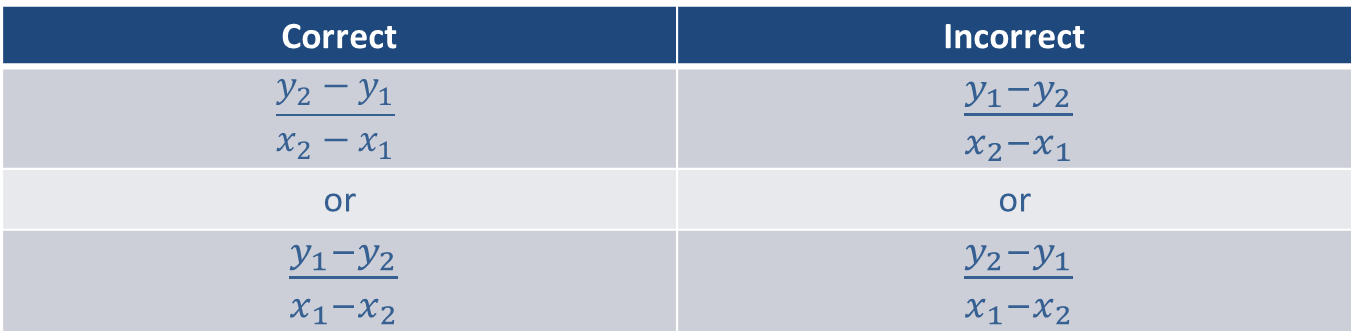 Correct Incorrect
y₂ − y₁ y₁−y₂
x₂ − x₁ x₂−x₁
or or
y₁−y₂ y₂−y₁
x₁−x₂ x₁−x₂